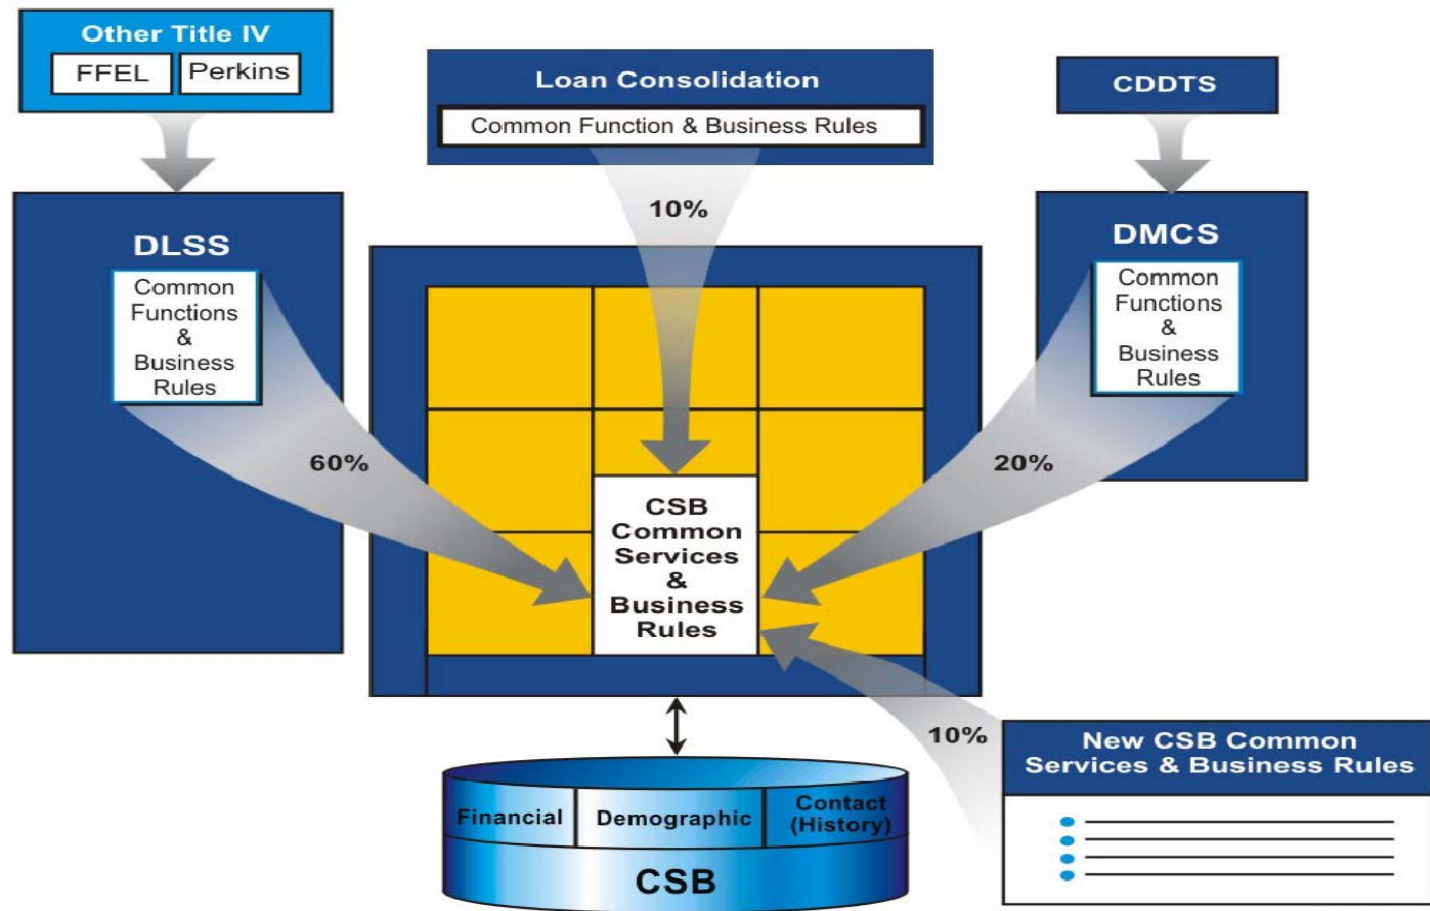 Other Title IV
FFEL
Perkins
Loan Consolidation
Common Function & Business Rules
CDDTS
DLSS
Common
Functions
&
Business
Rules
10%
DMCS
Common
Functions
&
Business
Rules
60%
20%
CSB
Common
Services
&
Business
Rules
10%
New CSB Common
Services & Business Rules
Financial
Demographic
Contact
(History)
CSB